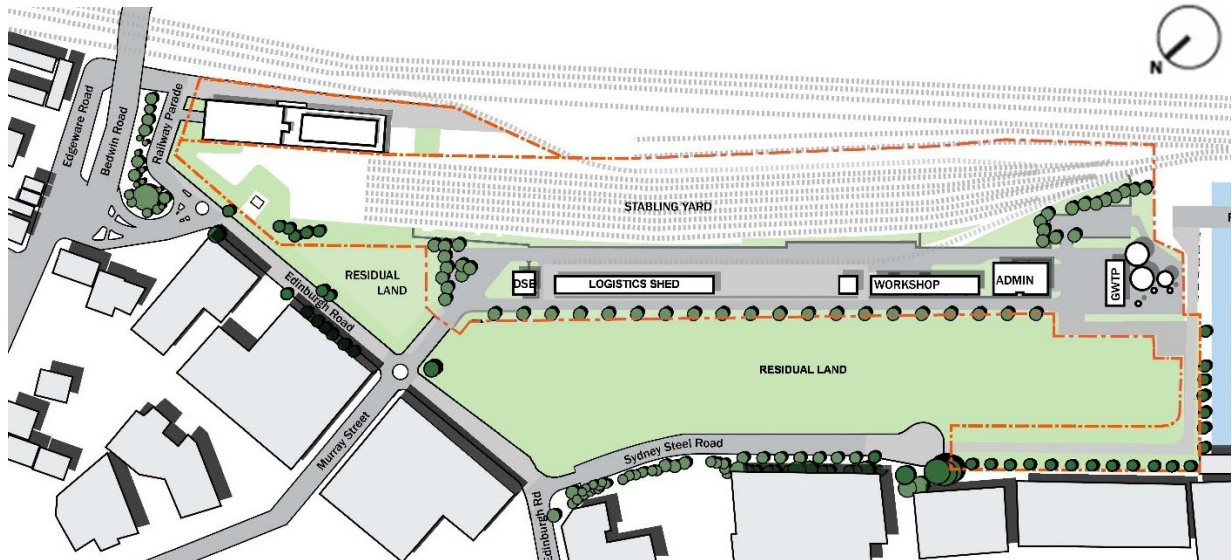 N
Edgeware Road
Bedwin Road
Railway Parade
STABLING YARD
RESIDUAL
LAND
DSE
LOGISTICS SHED
WORKSHOP
ADMIN
GWTP
Edinburgh Road
RESIDUAL LAND
Murray Street
Sydney Steel Road
Edinburgh Rd